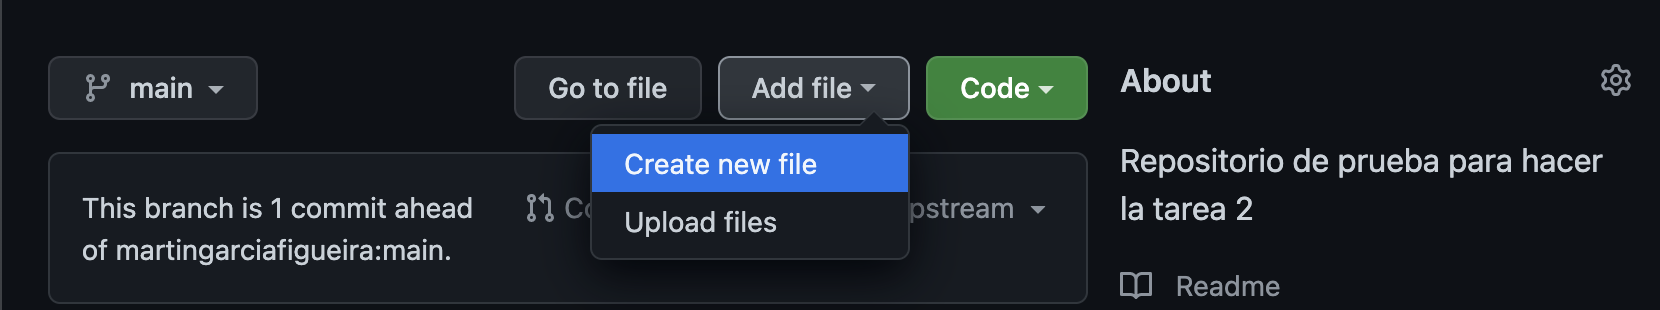 main
Go to file
Add file
Code
About
Create new file
Upload files
This branch is 1 commit ahead
of martingarciafigueira:main.
Repositorio de prueba para hacer
la tarea 2
Readme